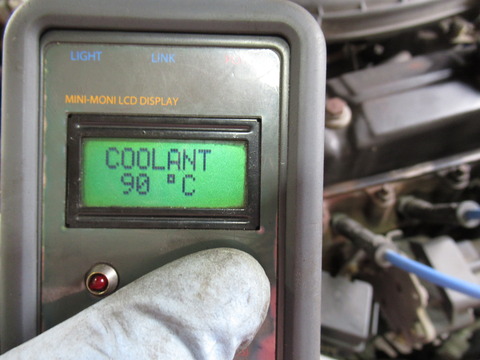 LIGHT LINK
MINI-MONI LCD DISPLAY
COOLANT
90 °C